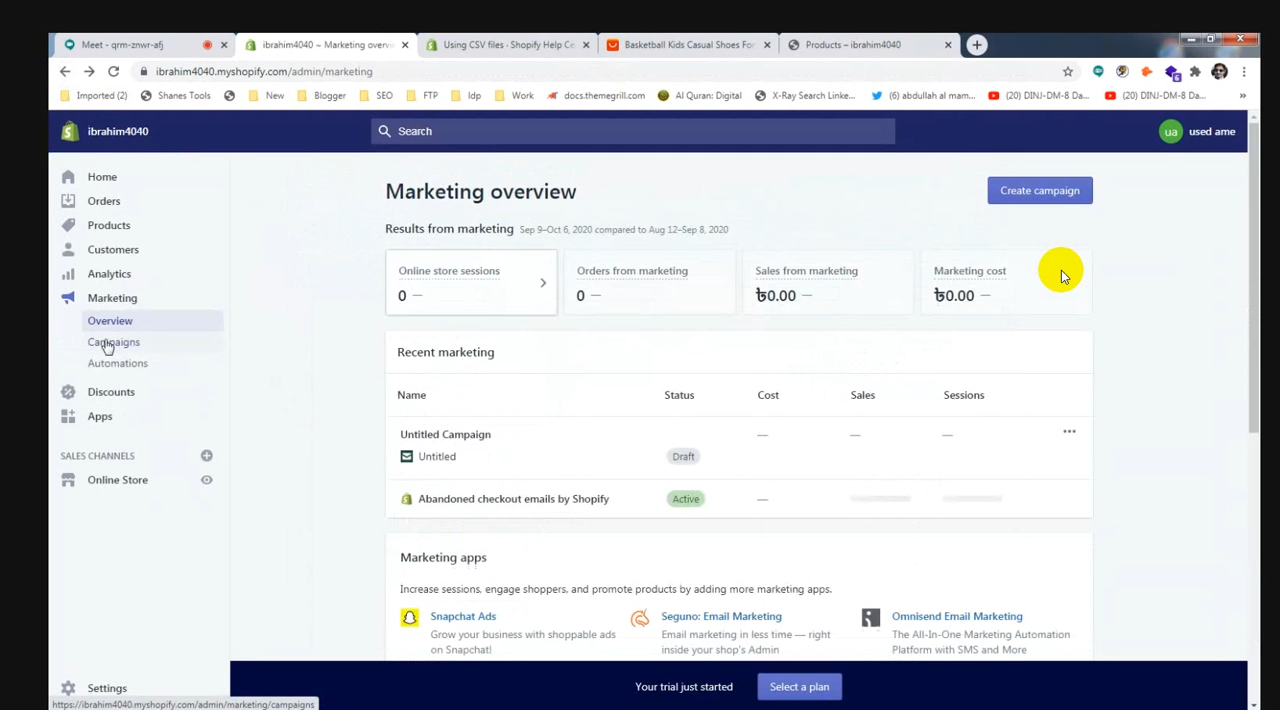 Meet - qrm-znwr-afj
ibrahim4040 ~ Marketing overvi
Using CSV files · Shopify Help Ce
Basketball Kids Casual Shoes For
Products – ibrahim4040
ibrahim4040.myshopify.com/admin/marketing
Imported (2)
Shanes Tools
New
Blogger
SEO
FTP
Idp
Work
docs.themegrill.com
Al Quran: Digital
X-Ray Search Linke...
(6) abdullah al mam...
(20) DINJ-DM-8 Da...
(20) DINJ-DM-8 Da...
»
ibrahim4040
Search
ua
used ame
Home
Orders
Products
Customers
Analytics
Marketing
Overview
Campaigns
Automations
Discounts
Apps
SALES CHANNELS
Online Store
Settings
Marketing overview
Create campaign
Results from marketing Sep 9–Oct 6, 2020 compared to Aug 12–Sep 8, 2020
Online store sessions
0 —
Orders from marketing
0 —
Sales from marketing
৳0.00 —
Marketing cost
৳0.00 —
Recent marketing
Name Status Cost Sales Sessions
Untitled Campaign — — —
Untitled Draft
Abandoned checkout emails by Shopify Active —
Marketing apps
Increase sessions, engage shoppers, and promote products by adding more marketing apps.
Snapchat Ads
Grow your business with shoppable ads
on Snapchat!
Seguno: Email Marketing
Email marketing in less time — right
inside your shop's Admin
Omnisend Email Marketing
The All-In-One Marketing Automation
Platform with SMS and More
Your trial just started
Select a plan
https://ibrahim4040.myshopify.com/admin/marketing/campaigns